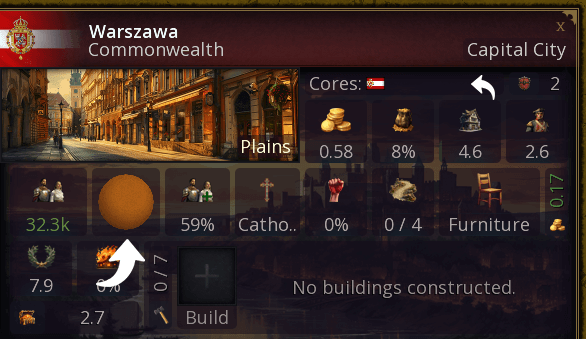 Warszawa
Commonwealth
Capital City
x
Cores:
2
Plains
0.58
8%
4.6
2.6
32.3k
59%
Catho..
0%
0 / 4
Furniture
0.17
7.9
0%
0 / 7
2.7
Build
No buildings constructed.